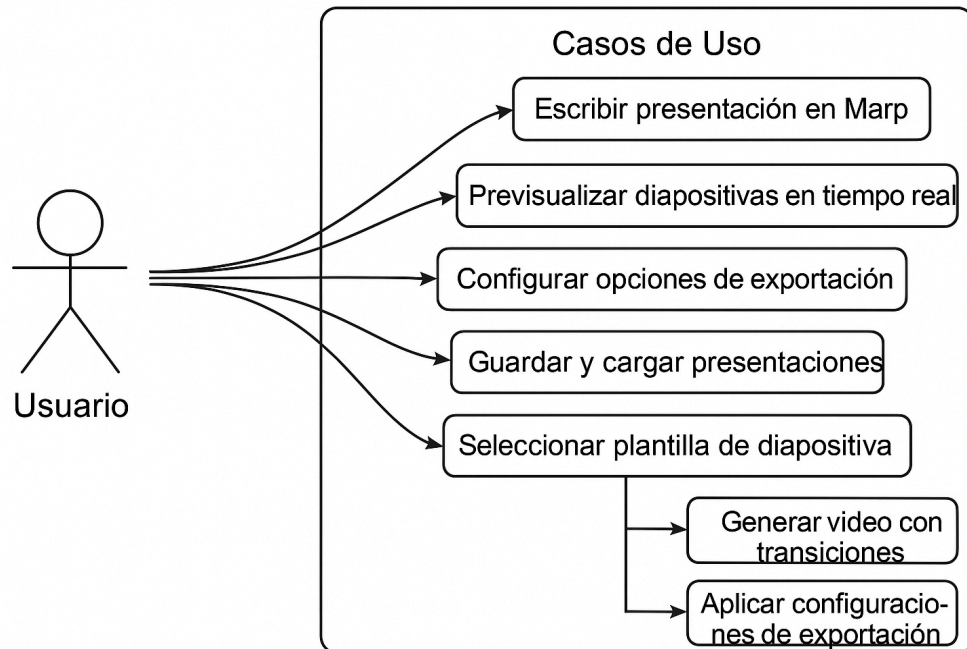 Casos de Uso
Escribir presentación en Marp
Previsualizar diapositivas en tiempo real
Configurar opciones de exportación
Guardar y cargar presentaciones
Usuario
Seleccionar plantilla de diapositiva
Generar video con
transiciones
Aplicar configuracio-
nes de exportación